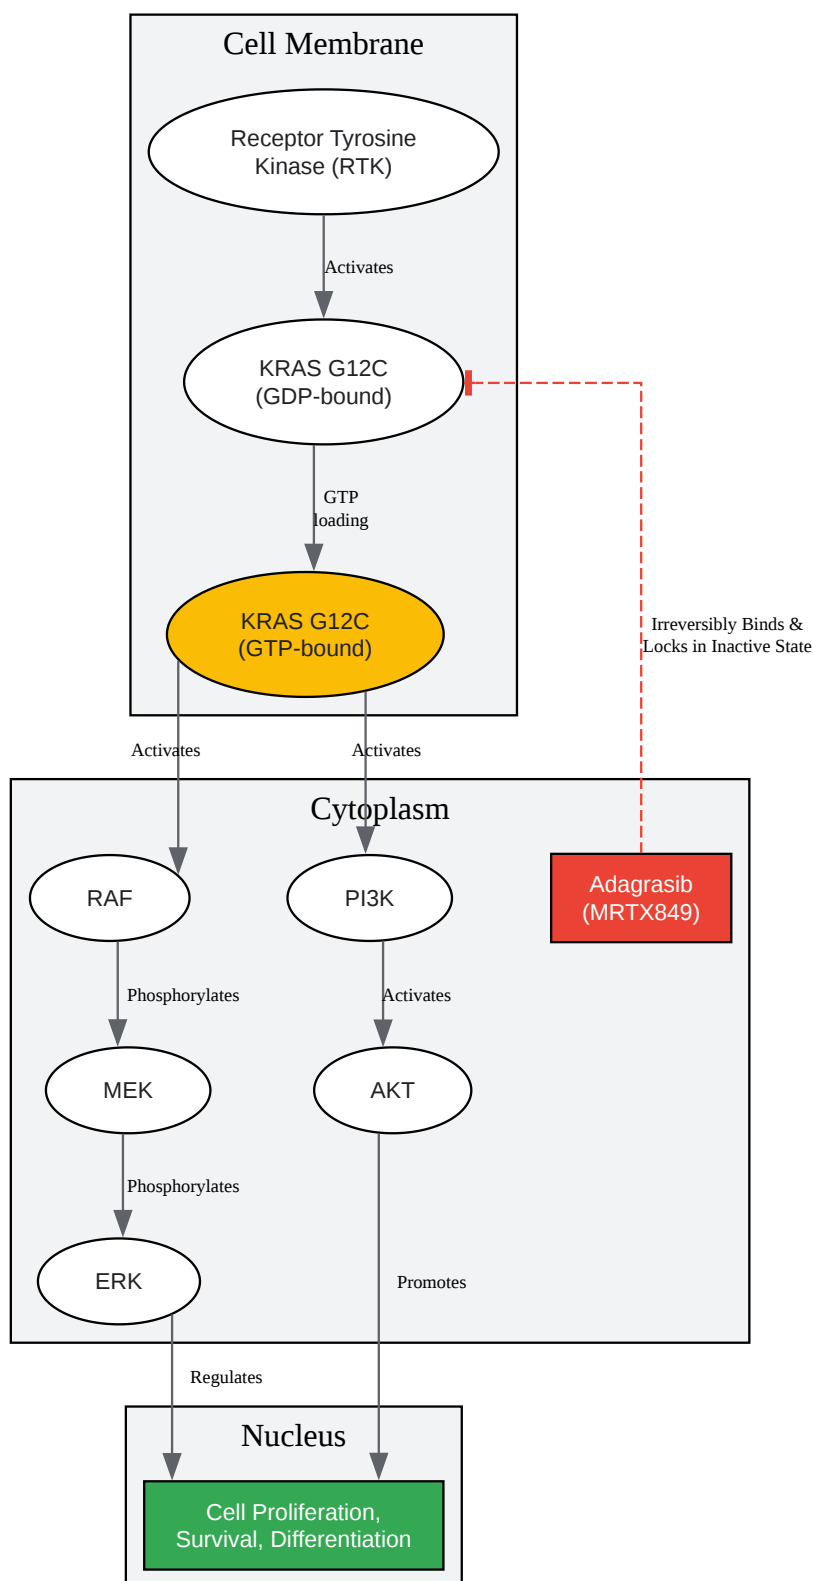 Cell Membrane
Receptor Tyrosine
Kinase (RTK)
Activates
KRAS G12C
(GDP-bound)
GTP
loading
KRAS G12C
(GTP-bound)
Irreversibly Binds &
Locks in Inactive State
Activates
Activates
Cytoplasm
RAF
PI3K
Adagrasib
(MRTX849)
Phosphorylates
Activates
MEK
AKT
Phosphorylates
ERK
Promotes
Regulates
Nucleus
Cell Proliferation,
Survival, Differentiation